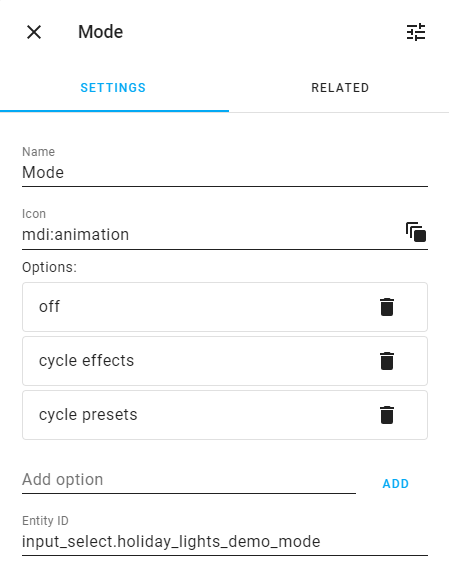 Mode
SETTINGS
RELATED
Name
Mode
Icon
mdi:animation
Options:
off
cycle effects
cycle presets
Add option
ADD
Entity ID
input_select.holiday_lights_demo_mode